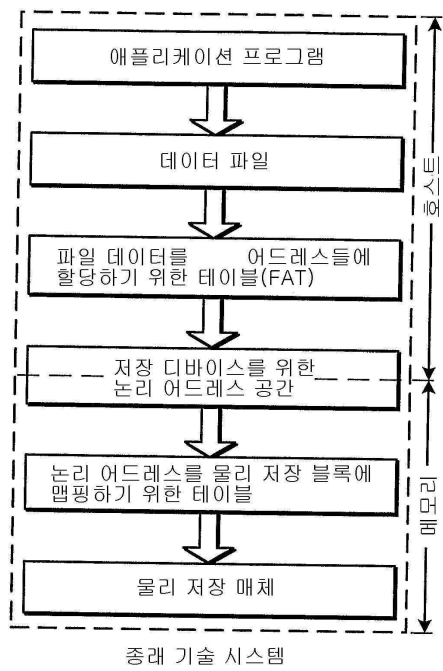 애플리케이션 프로그램
데이터 파일
파일 데이터를 어드레스들에
할당하기 위한 테이블(FAT)
저장 디바이스를 위한
논리 어드레스 공간
논리 어드레스를 물리 저장 블록에
맵핑하기 위한 테이블
물리 저장 매체
호스트
메모리
종래 기술 시스템